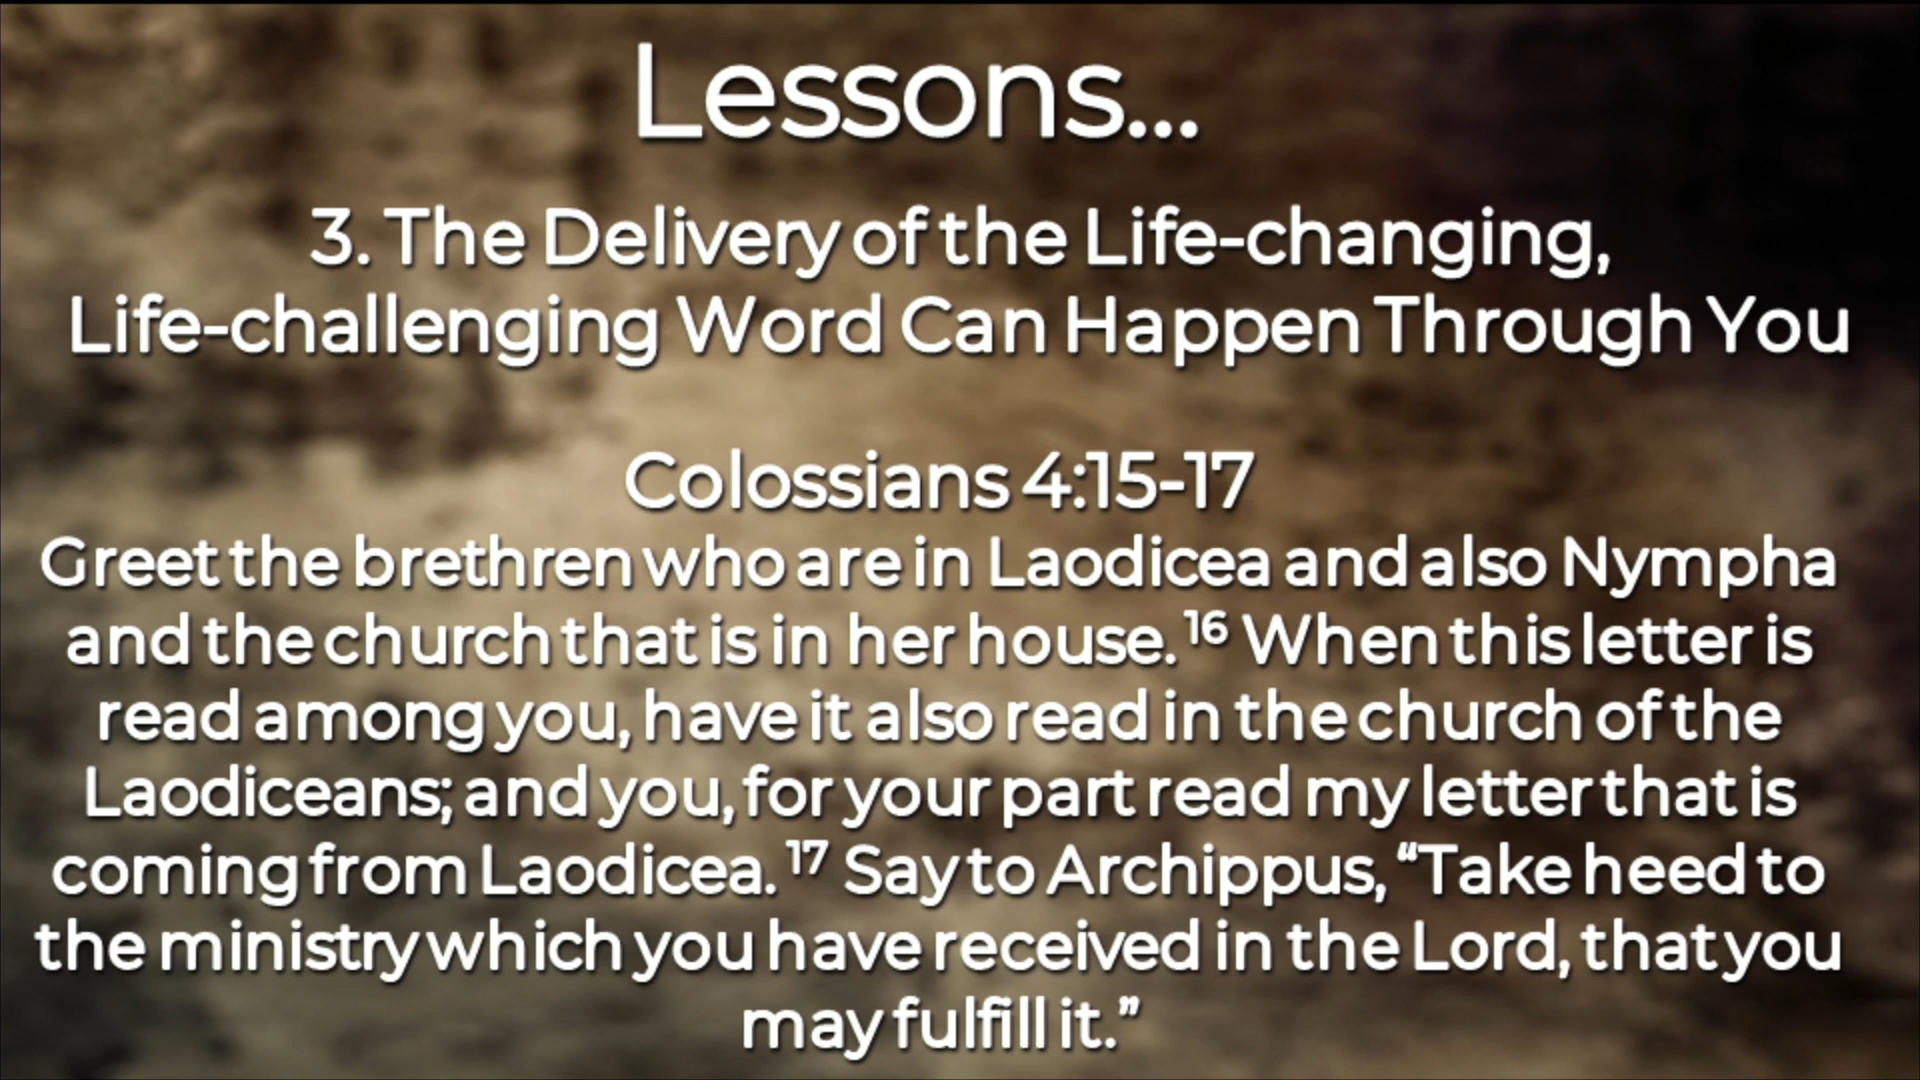 Lessons...
3. The Delivery of the Life-changing,
Life-challenging Word Can Happen Through You
Colossians 4:15-17
Greet the brethren who are in Laodicea and also Nympha
and the church that is in her house. 16 When this letter is
read among you, have it also read in the church of the
Laodiceans; and you, for your part read my letter that is
coming from Laodicea. 17 Say to Archippus, “Take heed to
the ministry which you have received in the Lord, that you
may fulfill it.”